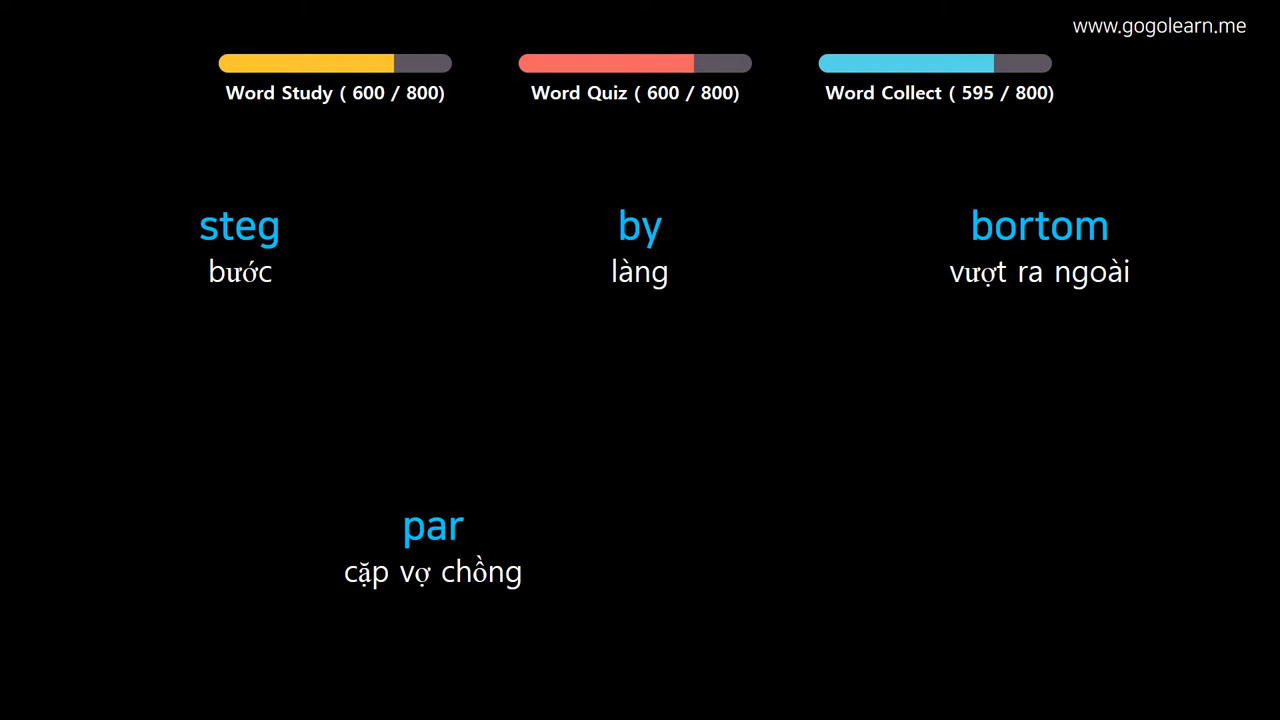 www.gogolearn.me
Word Study ( 600 / 800)
Word Quiz ( 600 / 800)
Word Collect ( 595 / 800)
steg
bước
by
làng
bortom
vượt ra ngoài
par
cặp vợ chồng